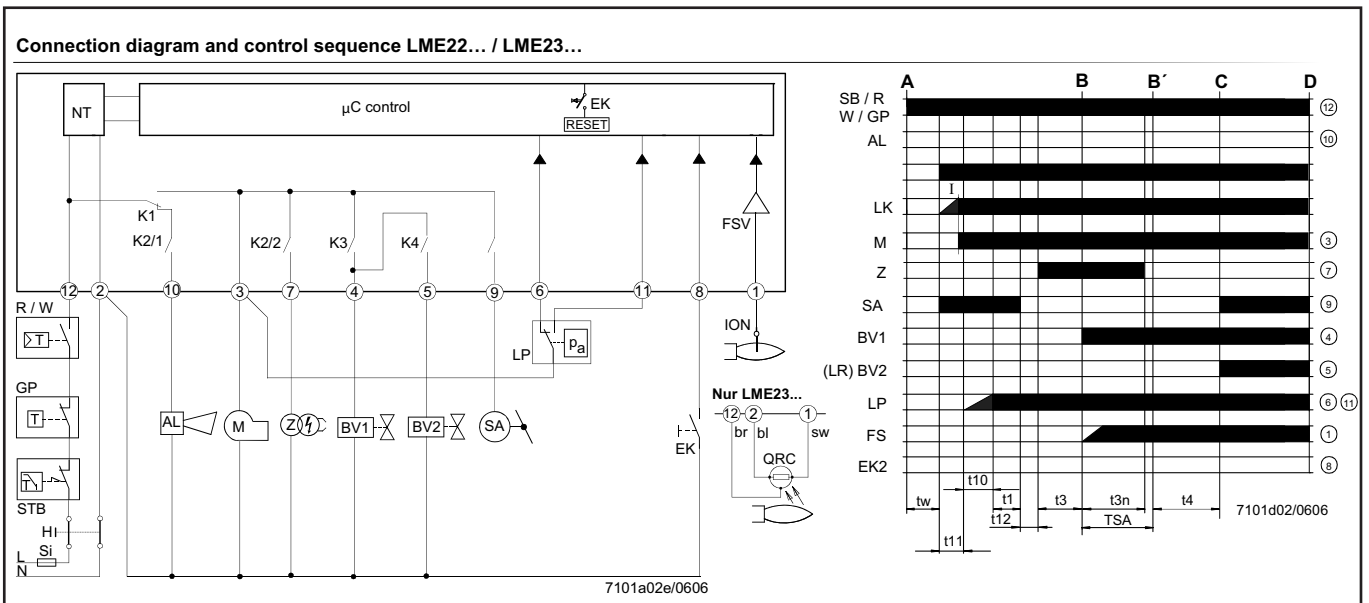 Connection diagram and control sequence LME22… / LME23…
NT
µC control
EK
RESET
K1
K2/1
K2/2
K3
K4
FSV
12
2
10
3
7
4
5
9
6
11
8
1
R / W
T
GP
T
STB
T
H
Si
L
N
AL
M
Z
BV1
BV2
SA
LP
pa
ION
EK
Nur LME23...
12
2
1
br
bl
sw
QRC
7101a02e/0606
A
B
B´
C
D
SB / R
W / GP
12
AL
10
I
LK
M
3
Z
7
SA
9
BV1
4
(LR) BV2
5
LP
6
11
FS
1
EK2
8
t10
tw
t1
t3
t3n
t4
t12
TSA
t11
7101d02/0606